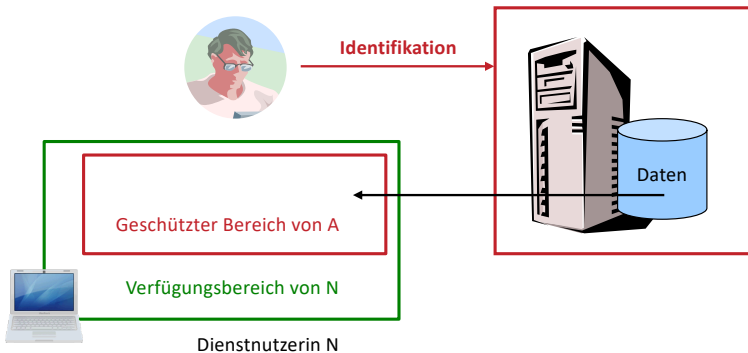 Identifikation
Daten
Geschützter Bereich von A
Verfügungsbereich von N
Dienstnutzerin N